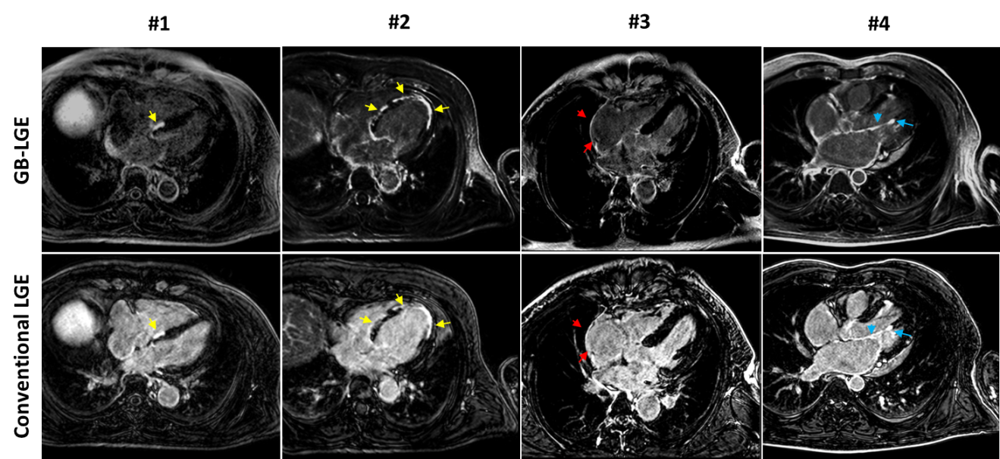 #1 #2 #3 #4
GB-LGE
Conventional LGE